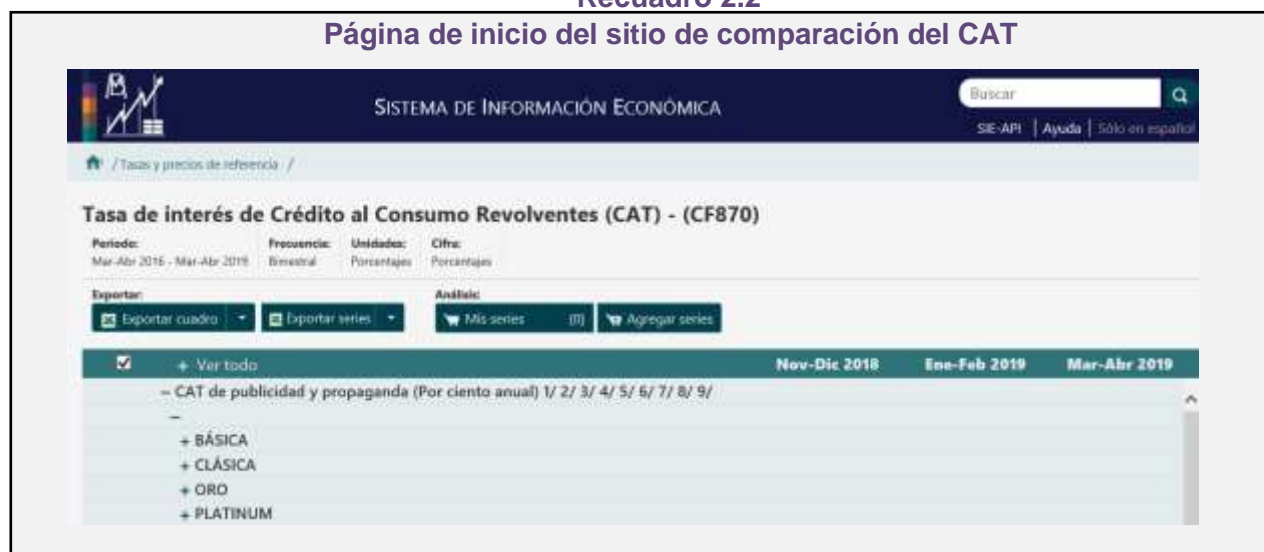 Recuadro 2.2
Página de inicio del sitio de comparación del CAT
SISTEMA DE INFORMACIÓN ECONÓMICA
Buscar
SIE-API | Ayuda | Sólo en español
/ Tasas y precios de referencia /
Tasa de interés de Crédito al Consumo Revolventes (CAT) - (CF870)
Periodo: Frecuencia: Unidades: Cifra:
Mar-Abr 2016 - Mar-Abr 2019 Bimestral Porcentajes Porcentajes
Exportar: Análisis:
Exportar cuadro Exportar series Mis series (0) Agregar series
+ Ver todo Nov-Dic 2018 Ene-Feb 2019 Mar-Abr 2019
− CAT de publicidad y propaganda (Por ciento anual) 1/ 2/ 3/ 4/ 5/ 6/ 7/ 8/ 9/
−
+ BÁSICA
+ CLÁSICA
+ ORO
+ PLATINUM